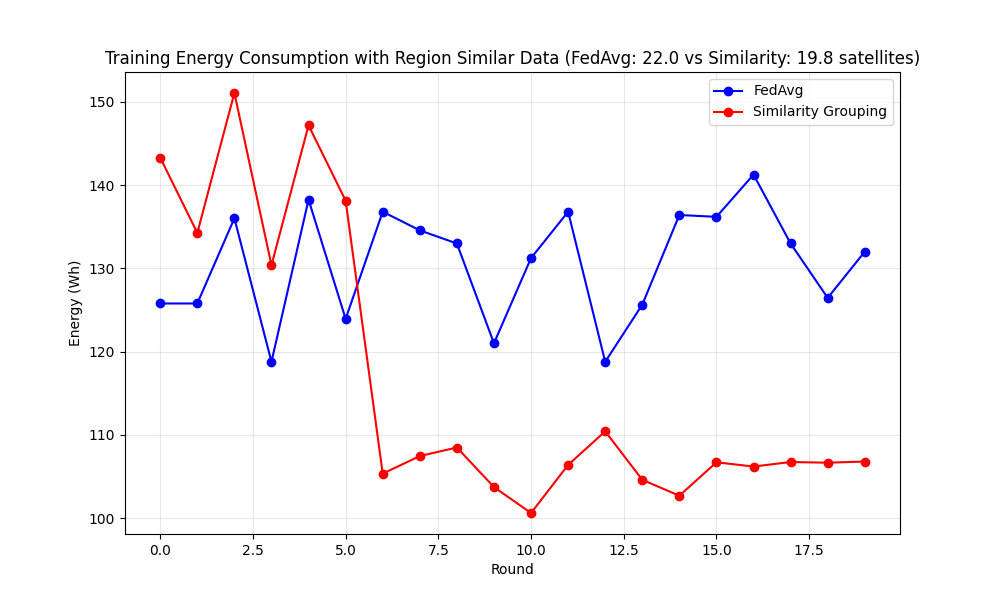 Training Energy Consumption with Region Similar Data (FedAvg: 22.0 vs Similarity: 19.8 satellites)
FedAvg
Similarity Grouping
150
140
130
120
110
100
Energy (Wh)
0.0 2.5 5.0 7.5 10.0 12.5 15.0 17.5
Round